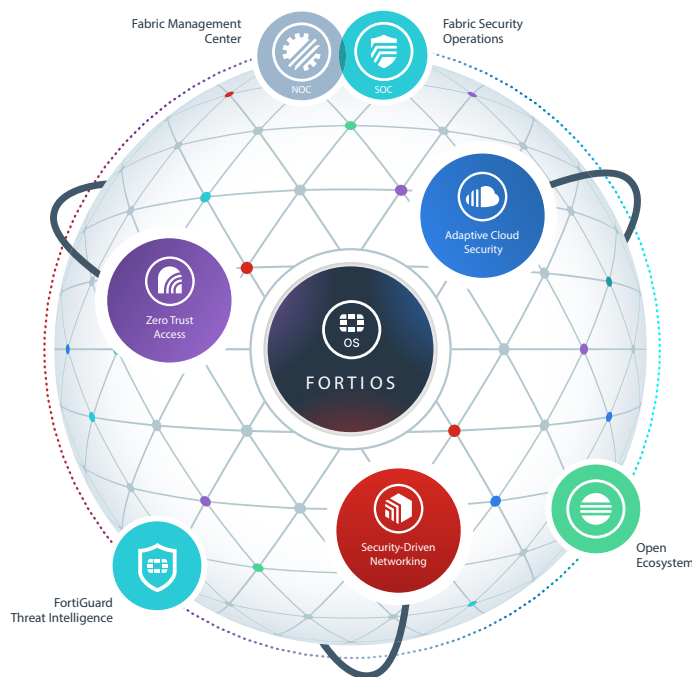 Fabric Management
Center
Fabric Security
Operations
NOC
SOC
Adaptive Cloud
Security
Zero Trust
Access
OS
FORTIOS
Security-Driven
Networking
Open
Ecosystem
FortiGuard
Threat Intelligence